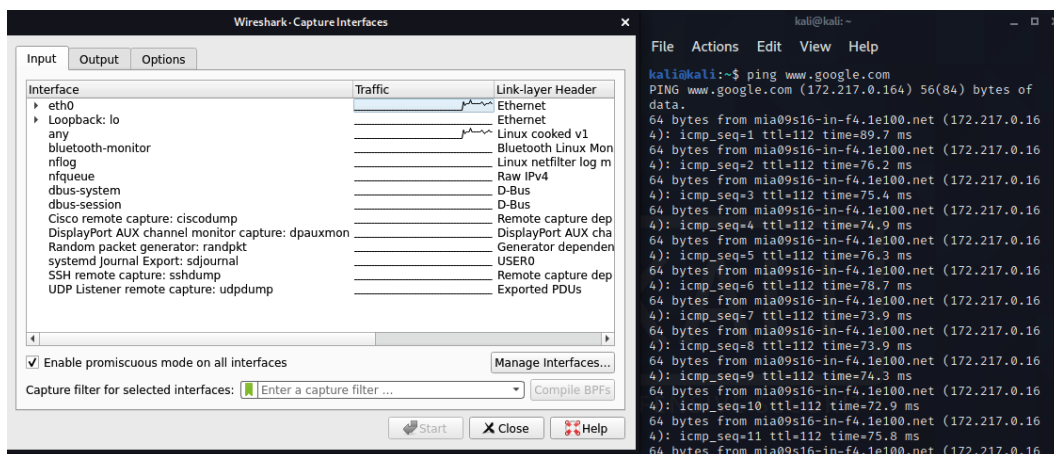 Wireshark · Capture Interfaces
Input Output Options
Interface Traffic Link-layer Header
eth0 Ethernet
Loopback: lo Ethernet
any Linux cooked v1
bluetooth-monitor Bluetooth Linux Mon
nflog Linux netfilter log m
nfqueue Raw IPv4
dbus-system D-Bus
dbus-session D-Bus
Cisco remote capture: ciscodump Remote capture dep
DisplayPort AUX channel monitor capture: dpauxmon DisplayPort AUX cha
Random packet generator: randpkt Generator dependen
systemd Journal Export: sdjournal USER0
SSH remote capture: sshdump Remote capture dep
UDP Listener remote capture: udpdump Exported PDUs
Enable promiscuous mode on all interfaces Manage Interfaces...
Capture filter for selected interfaces: Enter a capture filter ... Compile BPFs
Start Close Help
kali@kali: ~
File Actions Edit View Help
kali@kali:~$ ping www.google.com
PING www.google.com (172.217.0.164) 56(84) bytes of
data.
64 bytes from mia09s16-in-f4.1e100.net (172.217.0.16
4): icmp_seq=1 ttl=112 time=89.7 ms
64 bytes from mia09s16-in-f4.1e100.net (172.217.0.16
4): icmp_seq=2 ttl=112 time=76.2 ms
64 bytes from mia09s16-in-f4.1e100.net (172.217.0.16
4): icmp_seq=3 ttl=112 time=75.4 ms
64 bytes from mia09s16-in-f4.1e100.net (172.217.0.16
4): icmp_seq=4 ttl=112 time=74.9 ms
64 bytes from mia09s16-in-f4.1e100.net (172.217.0.16
4): icmp_seq=5 ttl=112 time=76.3 ms
64 bytes from mia09s16-in-f4.1e100.net (172.217.0.16
4): icmp_seq=6 ttl=112 time=78.7 ms
64 bytes from mia09s16-in-f4.1e100.net (172.217.0.16
4): icmp_seq=7 ttl=112 time=73.9 ms
64 bytes from mia09s16-in-f4.1e100.net (172.217.0.16
4): icmp_seq=8 ttl=112 time=73.9 ms
64 bytes from mia09s16-in-f4.1e100.net (172.217.0.16
4): icmp_seq=9 ttl=112 time=74.3 ms
64 bytes from mia09s16-in-f4.1e100.net (172.217.0.16
4): icmp_seq=10 ttl=112 time=72.9 ms
64 bytes from mia09s16-in-f4.1e100.net (172.217.0.16
4): icmp_seq=11 ttl=112 time=75.8 ms
64 bytes from mia09s16-in-f4.1e100.net (172.217.0.16